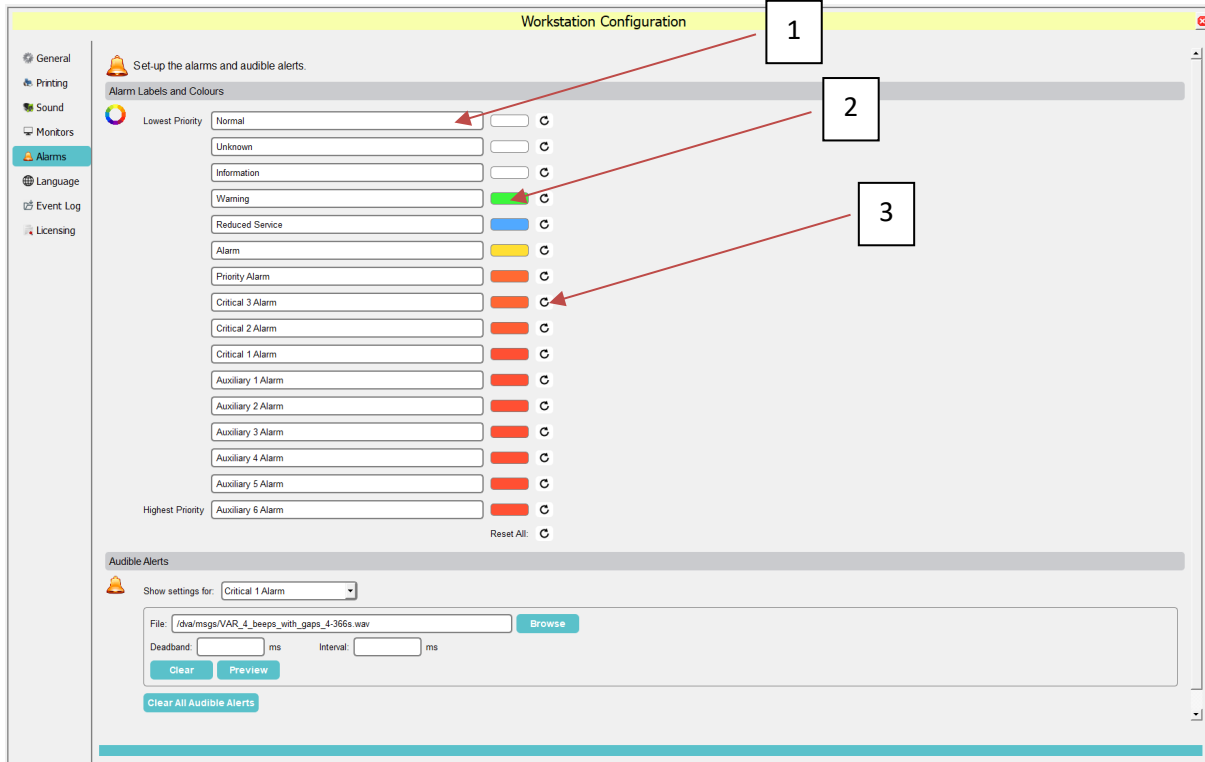 Workstation Configuration
1
General
Set-up the alarms and audible alerts.
Printing
Alarm Labels and Colours
Sound
2
Lowest Priority Normal
Monitors
Unknown
Alarms
Information
Language
Warning
Event Log
3
Reduced Service
Licensing
Alarm
Priority Alarm
Critical 3 Alarm
Critical 2 Alarm
Critical 1 Alarm
Auxiliary 1 Alarm
Auxiliary 2 Alarm
Auxiliary 3 Alarm
Auxiliary 4 Alarm
Auxiliary 5 Alarm
Highest Priority Auxiliary 6 Alarm
Reset All:
Audible Alerts
Show settings for: Critical 1 Alarm
File: /dva/msgs/VAR_4_beeps_with_gaps_4-366s.wav Browse
Deadband: ms Interval: ms
Clear Preview
Clear All Audible Alerts